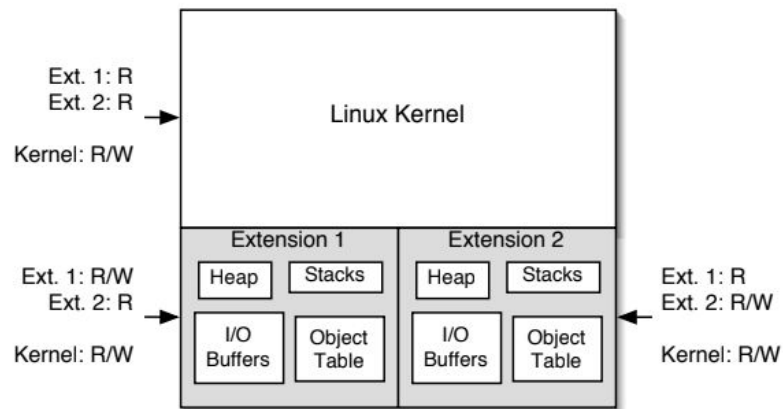 Ext. 1: R
Ext. 2: R
Kernel: R/W
Linux Kernel
Ext. 1: R/W
Ext. 2: R
Kernel: R/W
Extension 1
Heap
Stacks
I/O
Buffers
Object
Table
Extension 2
Heap
Stacks
I/O
Buffers
Object
Table
Ext. 1: R
Ext. 2: R/W
Kernel: R/W